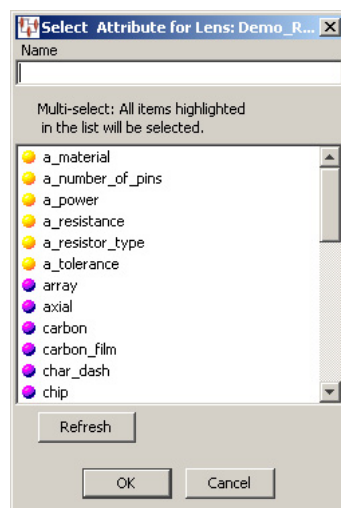 Select Attribute for Lens: Demo_R...
Name
Multi-select: All items highlighted
in the list will be selected.
a_material
a_number_of_pins
a_power
a_resistance
a_resistor_type
a_tolerance
array
axial
carbon
carbon_film
char_dash
chip
Refresh
OK Cancel